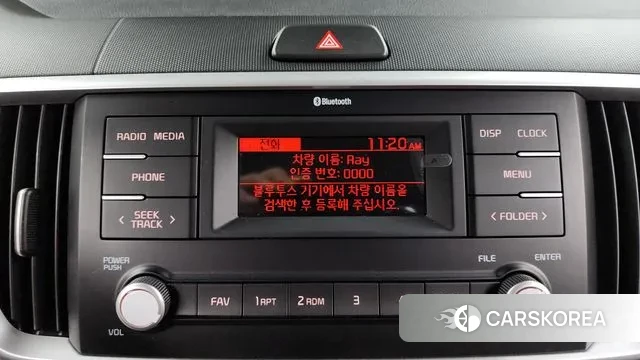 Bluetooth
RADIO MEDIA
PHONE
SEEK
TRACK
전화 11:20 AM
차량 이름: Ray
인증 번호: 0000
블루투스 기기에서 차량 이름을
검색한 후 등록해 주십시오.
DISP CLOCK
MENU
FOLDER
POWER
PUSH
VOL
FAV
1 RPT
2 RDM
3
FILE
ENTER
CARSKOREA